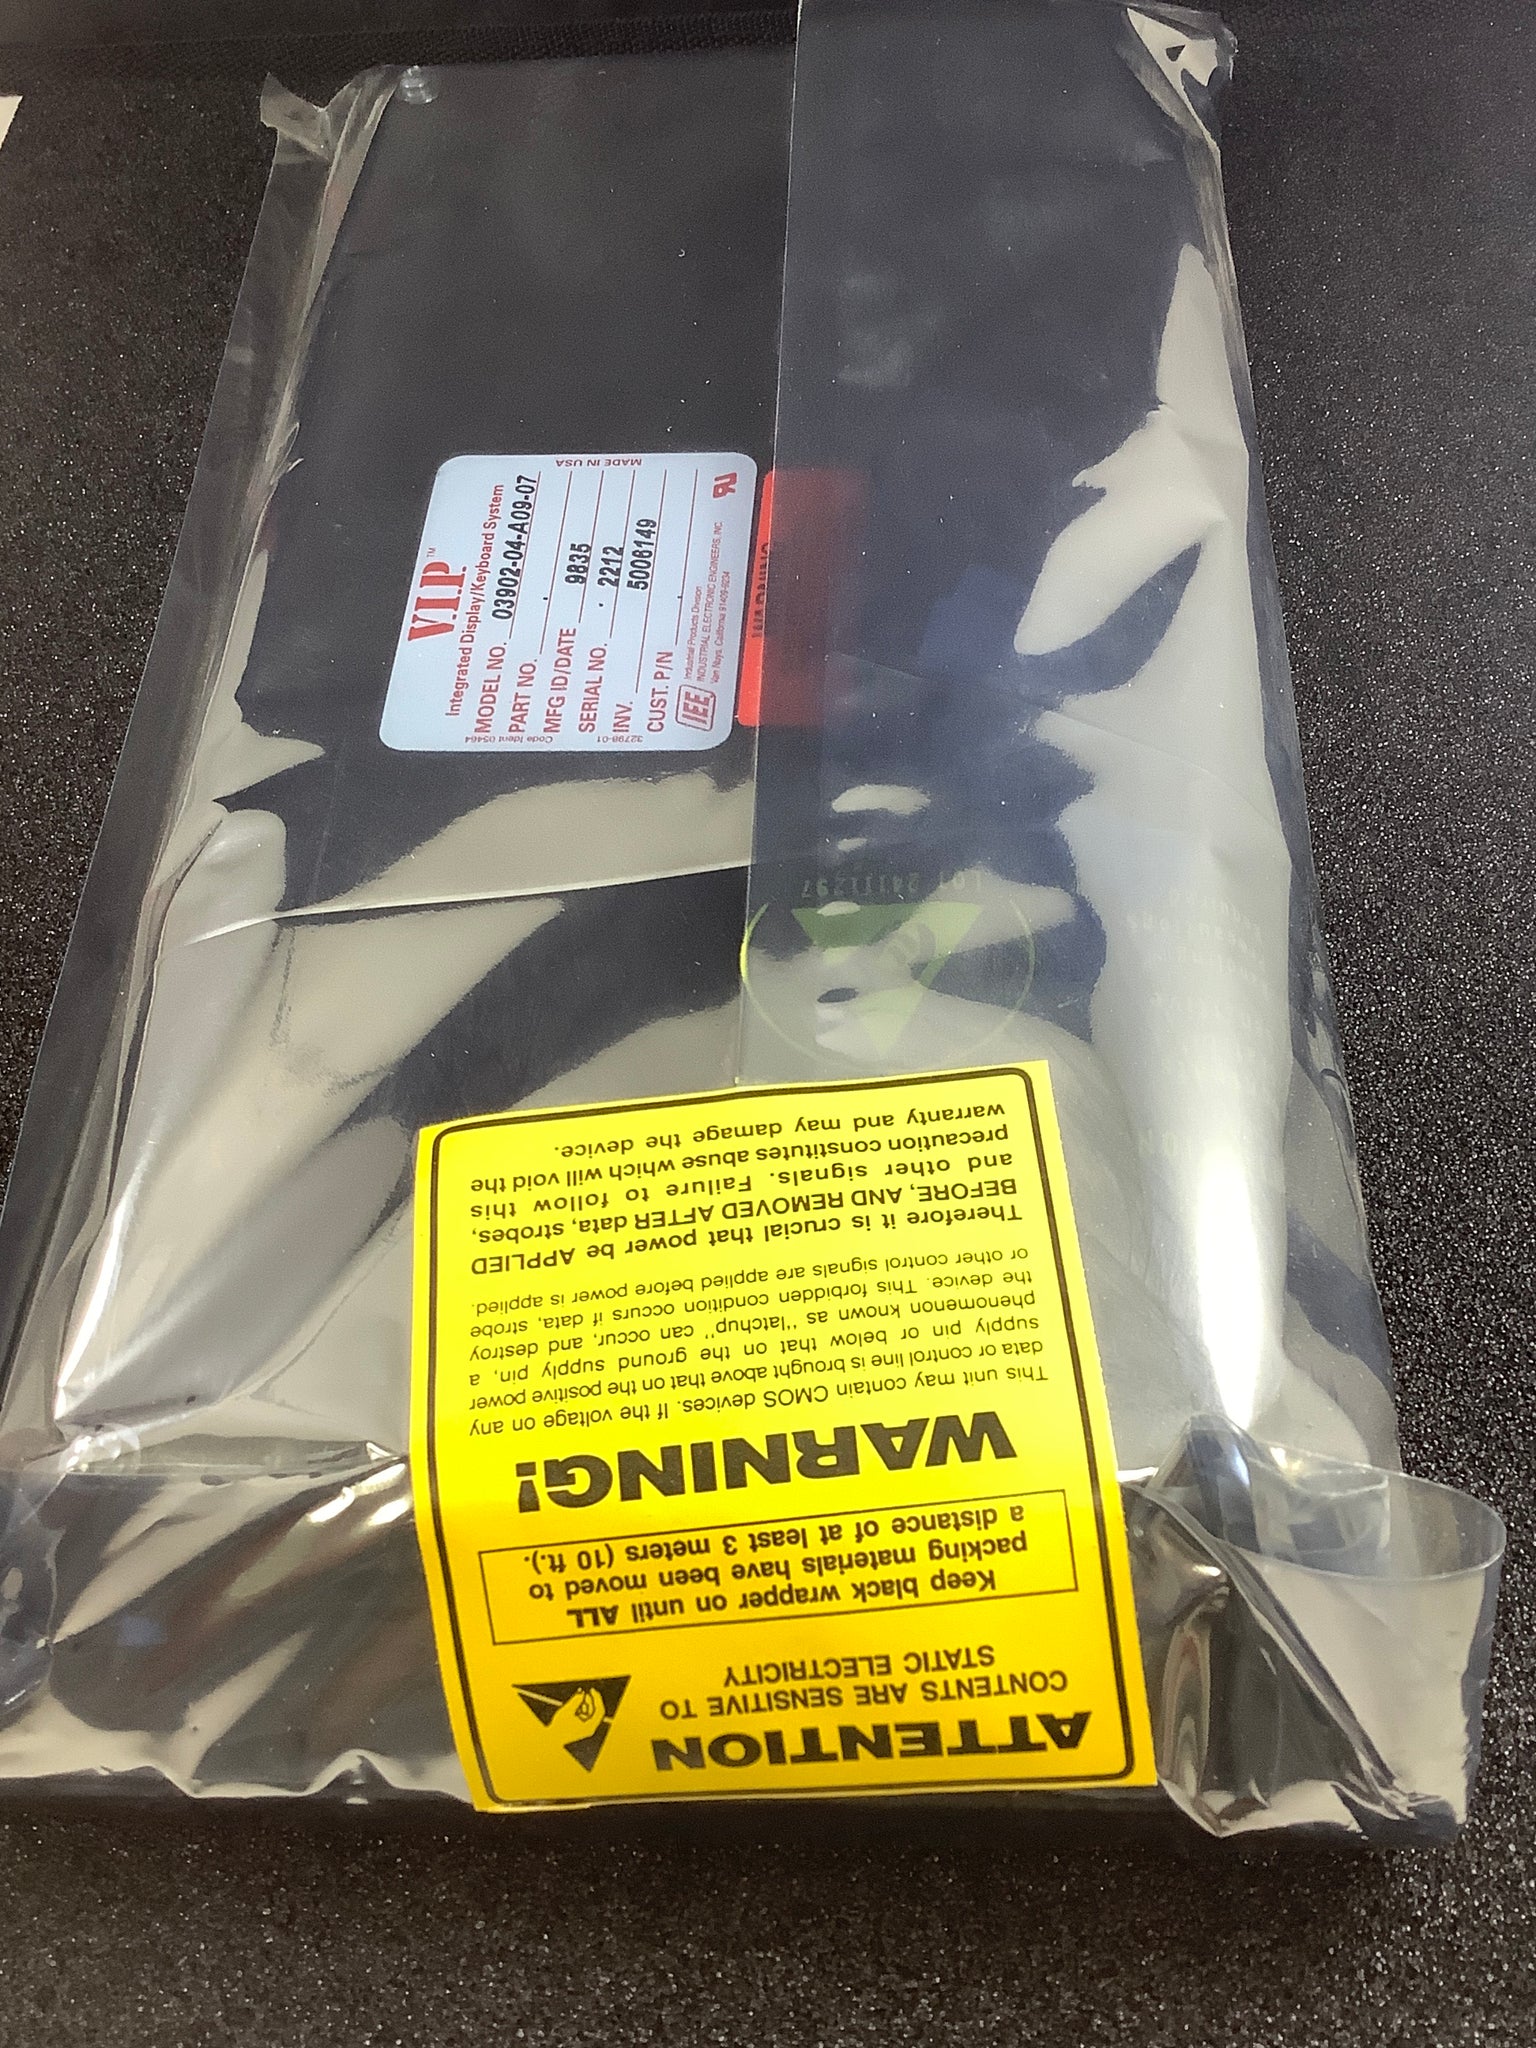 V.I.P.™
Integrated Display/Keyboard System
MODEL NO. 03902-04-A09-07
PART NO.
MFG ID/DATE 9835
SERIAL NO. 2212
INV. 5006149
CUST. P/N
IEE Industrial Products Division
INDUSTRIAL ELECTRONIC ENGINEERS, INC.
Van Nuys, California 91409-9234
Code Ident 05464
32798-01
MADE IN USA
WARNING
ATTENTION
CONTENTS ARE SENSITIVE TO
STATIC ELECTRICITY
Keep black wrapper on until ALL
packing materials have been moved to
a distance of at least 3 meters (10 ft.).
WARNING!
This unit may contain CMOS devices. If the voltage on any
data or control line is brought above that on the positive power
supply pin or below that on the ground supply pin, a
phenomenon known as "latchup" can occur, and destroy
the device. This forbidden condition occurs if data, strobe
or other control signals are applied before power is applied.
Therefore it is crucial that power be APPLIED
BEFORE, AND REMOVED AFTER data, strobes,
and other signals. Failure to follow this
precaution constitutes abuse which will void the
warranty and may damage the device.